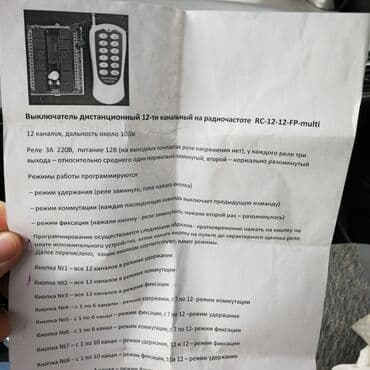 Выключатель дистанционный 12-ти канальный на радиочастоте RC-12-12-FP-multi
12 каналов, дальность около 100м
Реле 3А 220В, питание 12В (на выходных контактах реле напряжения нет), у каждого реле три
выхода – относительно среднего один нормально замкнутый, второй – нормально разомкнутый
Режимы работы программируются
– режим удержания (реле замкнуто, пока нажата кнопка)
– режим коммутации (каждая последующая команда выключает предыдущую команду)
– режим фиксации (нажали кнопку - реле замкнулось, нажали второй раз – разомкнулось)
Программирование осуществляется следующим образом - кратковременно нажать на кнопку на
плате исполнительного устройства, затем нажать кнопку на пульте до характерного щелчка реле.
Далее перечислено, каким кнопкам соответствует, какие режимы.
Кнопка №1 – все 12 каналов в режиме удержания
Кнопка №2 – все 12 каналов в режиме коммутации
Кнопка №3 – все 12 каналов в режиме фиксации
Кнопка №4 – с 1 по 6 канал - режим удержания, с 7 по 12- режим коммутации
Кнопка №5 - с 1 по 6 канал – режим фиксации, с 7 по 12 –режим удержания
Кнопка №6 - с 1 по 6 канал – режим коммутации, с 7 по 12- режим фиксации
Кнопка №7 – с 1 по 10 канал – режим удержания, 11 и 12 – режим фиксации
Кнопка №8 – с 1 по 10 канал – режим фиксации, 11и 12 – режим удержания
канал – режим фиксации